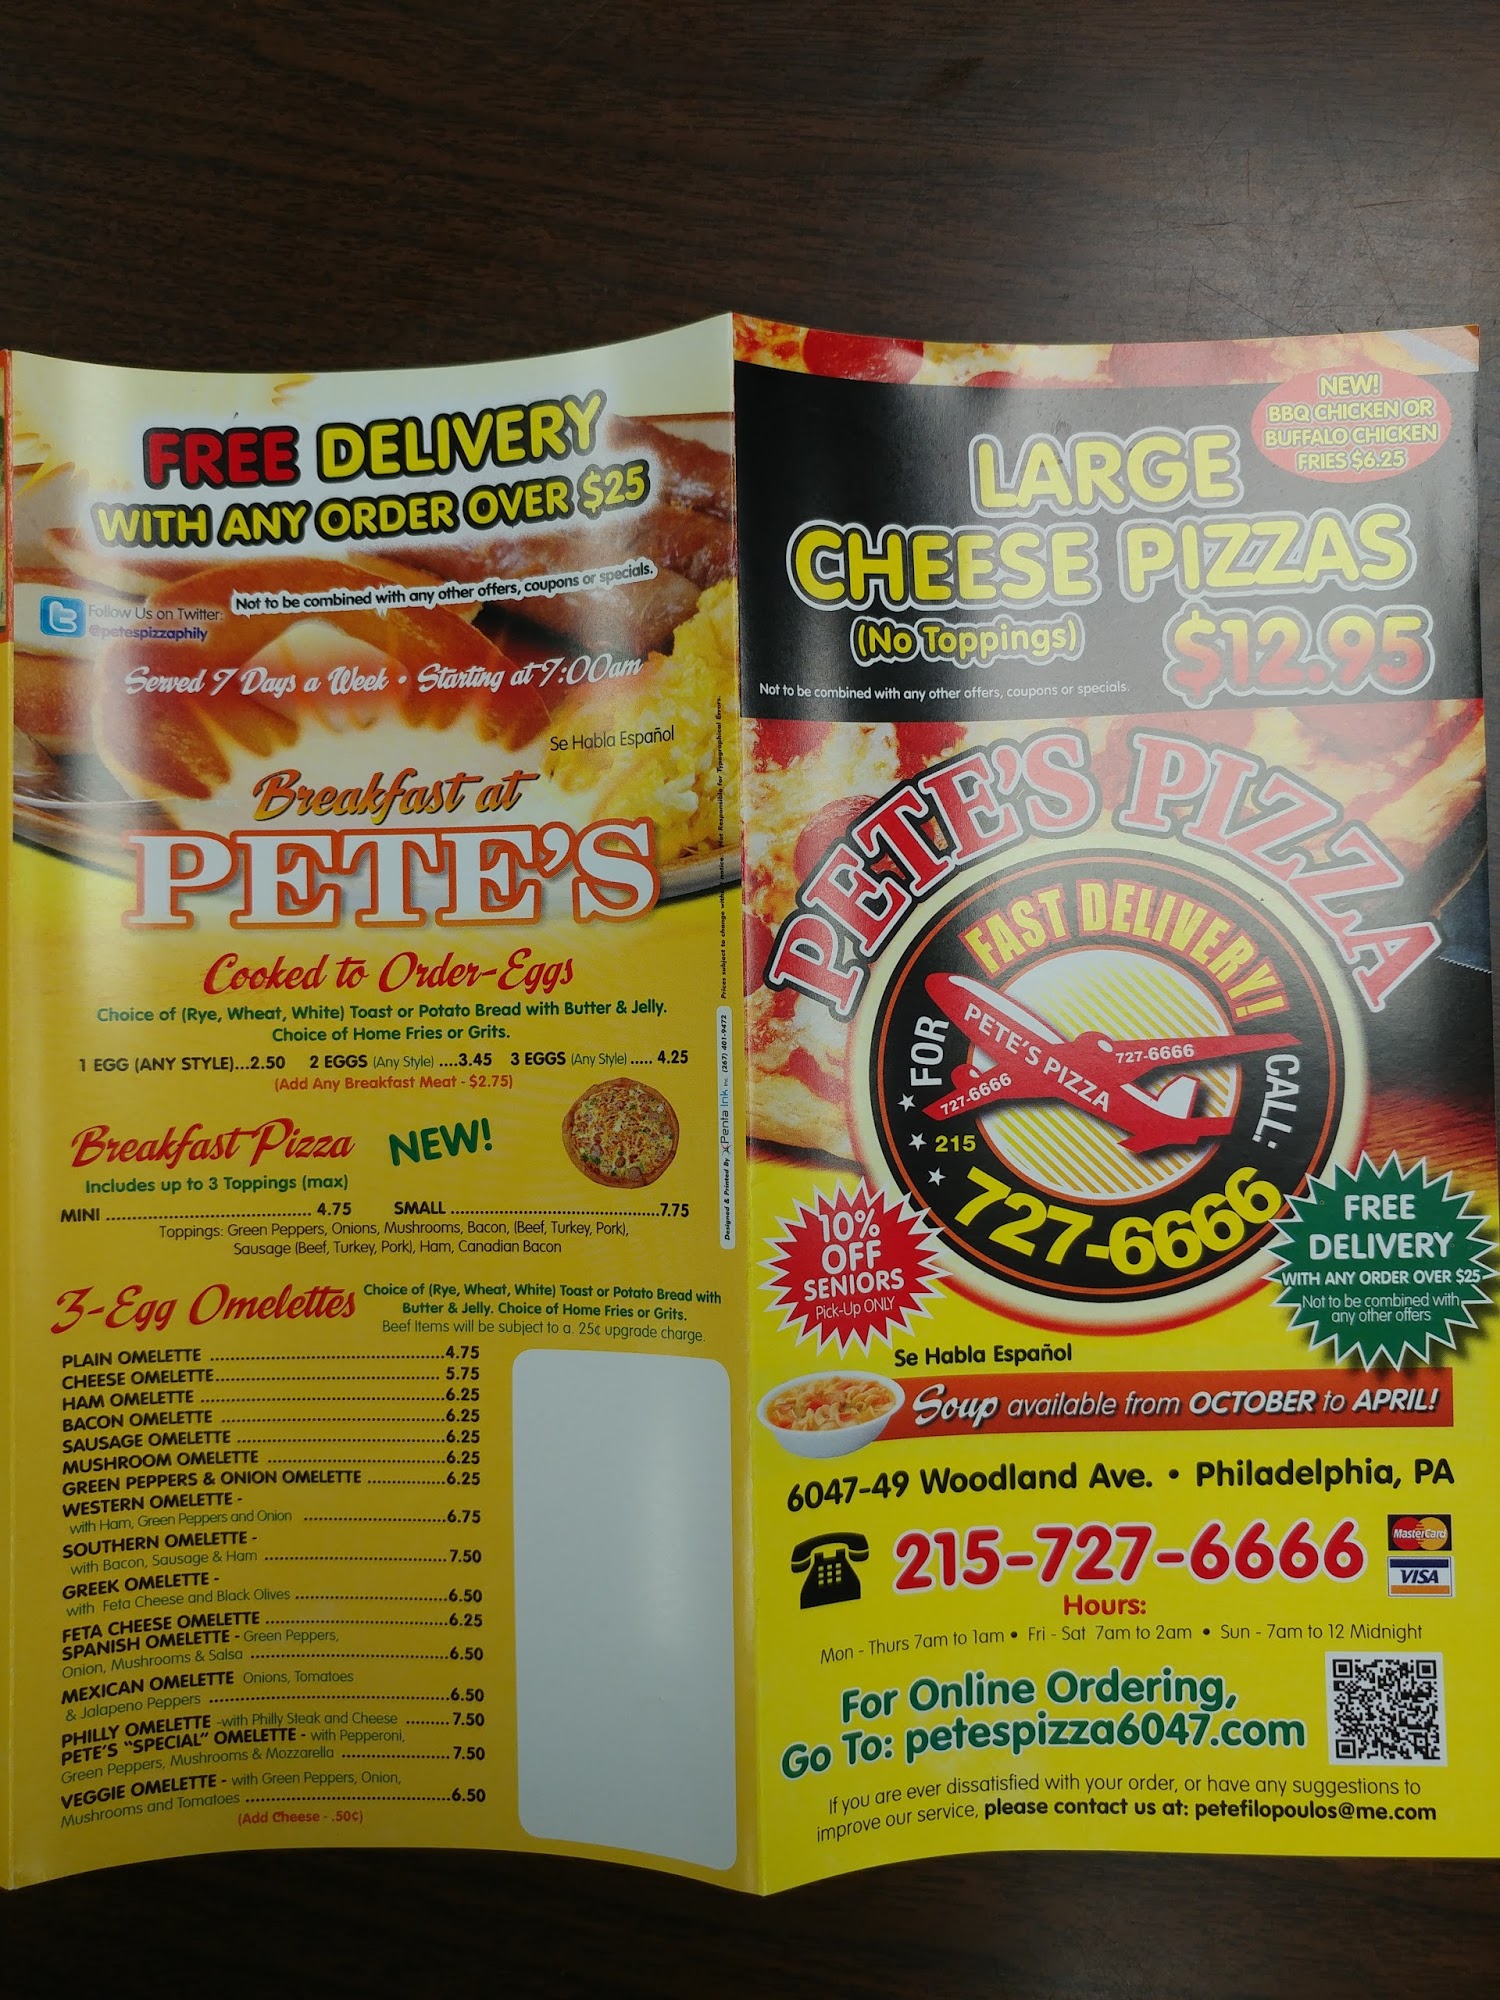 FREE DELIVERY
WITH ANY ORDER OVER $25
Not to be combined with any other offers, coupons or specials.
Follow Us on Twitter:
@petespizzaphily
Served 7 Days a Week • Starting at 7:00am
Se Habla Español
Breakfast at
PETE'S
Cooked to Order-Eggs
Choice of (Rye, Wheat, White) Toast or Potato Bread with Butter & Jelly.
Choice of Home Fries or Grits.
1 EGG (ANY STYLE)...2.50 2 EGGS (Any Style) ....3.45 3 EGGS (Any Style) ..... 4.25
(Add Any Breakfast Meat - $2.75)
Breakfast Pizza NEW!
Includes up to 3 Toppings (max)
MINI ........ 4.75 SMALL ........7.75
Toppings: Green Peppers, Onions, Mushrooms, Bacon, (Beef, Turkey, Pork),
Sausage (Beef, Turkey, Pork), Ham, Canadian Bacon
3-Egg Omelettes
Choice of (Rye, Wheat, White) Toast or Potato Bread with
Butter & Jelly. Choice of Home Fries or Grits.
Beef Items will be subject to a. 25¢ upgrade charge.
PLAIN OMELETTE ........4.75
CHEESE OMELETTE........ 5.75
HAM OMELETTE ........6.25
BACON OMELETTE ........6.25
SAUSAGE OMELETTE ........6.25
MUSHROOM OMELETTE ........6.25
GREEN PEPPERS & ONION OMELETTE ........6.25
WESTERN OMELETTE -
with Ham, Green Peppers and Onion ........6.75
SOUTHERN OMELETTE -
with Bacon, Sausage & Ham ........7.50
GREEK OMELETTE -
with Feta Cheese and Black Olives ........6.50
FETA CHEESE OMELETTE ........6.25
SPANISH OMELETTE - Green Peppers,
Onion, Mushrooms & Salsa ........6.50
MEXICAN OMELETTE Onions, Tomatoes
& Jalapeno Peppers ........6.50
PHILLY OMELETTE -with Philly Steak and Cheese ........7.50
PETE'S "SPECIAL" OMELETTE - with Pepperoni,
Green Peppers, Mushrooms & Mozzarella ........7.50
VEGGIE OMELETTE - with Green Peppers, Onion,
Mushrooms and Tomatoes ........6.50
(Add Cheese - .50¢)
Designed & Printed By Penta Ink Inc. (267) 401-9472 Prices subject to change without notice. Not Responsible for Typographical Errors.
NEW!
BBQ CHICKEN OR
BUFFALO CHICKEN
FRIES $6.25
LARGE
CHEESE PIZZAS
(No Toppings) $12.95
Not to be combined with any other offers, coupons or specials.
PETE'S PIZZA
FOR FAST DELIVERY! CALL:
PETE'S PIZZA
727-6666
727-6666
215
727-6666
10%
OFF
SENIORS
Pick-Up ONLY
FREE
DELIVERY
WITH ANY ORDER OVER $25
Not to be combined with
any other offers
Se Habla Español
Soup available from OCTOBER to APRIL!
6047-49 Woodland Ave. • Philadelphia, PA
215-727-6666
MasterCard
VISA
Hours:
Mon - Thurs 7am to 1am • Fri - Sat 7am to 2am • Sun - 7am to 12 Midnight
For Online Ordering,
Go To: petespizza6047.com
If you are ever dissatisfied with your order, or have any suggestions to
improve our service, please contact us at: petefilopoulos@me.com